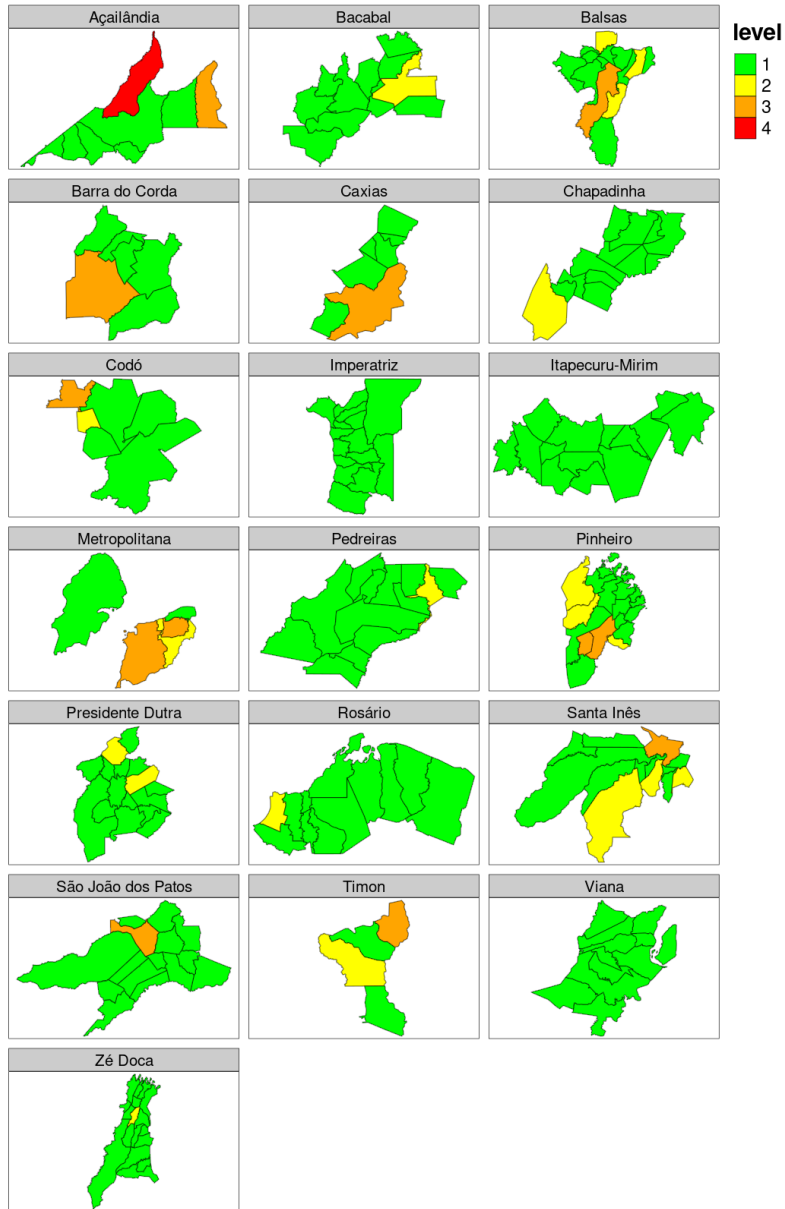 Açailândia
Bacabal
Balsas
level
1
2
3
4
Barra do Corda
Caxias
Chapadinha
Codó
Imperatriz
Itapecuru-Mirim
Metropolitana
Pedreiras
Pinheiro
Presidente Dutra
Rosário
Santa Inês
São João dos Patos
Timon
Viana
Zé Doca